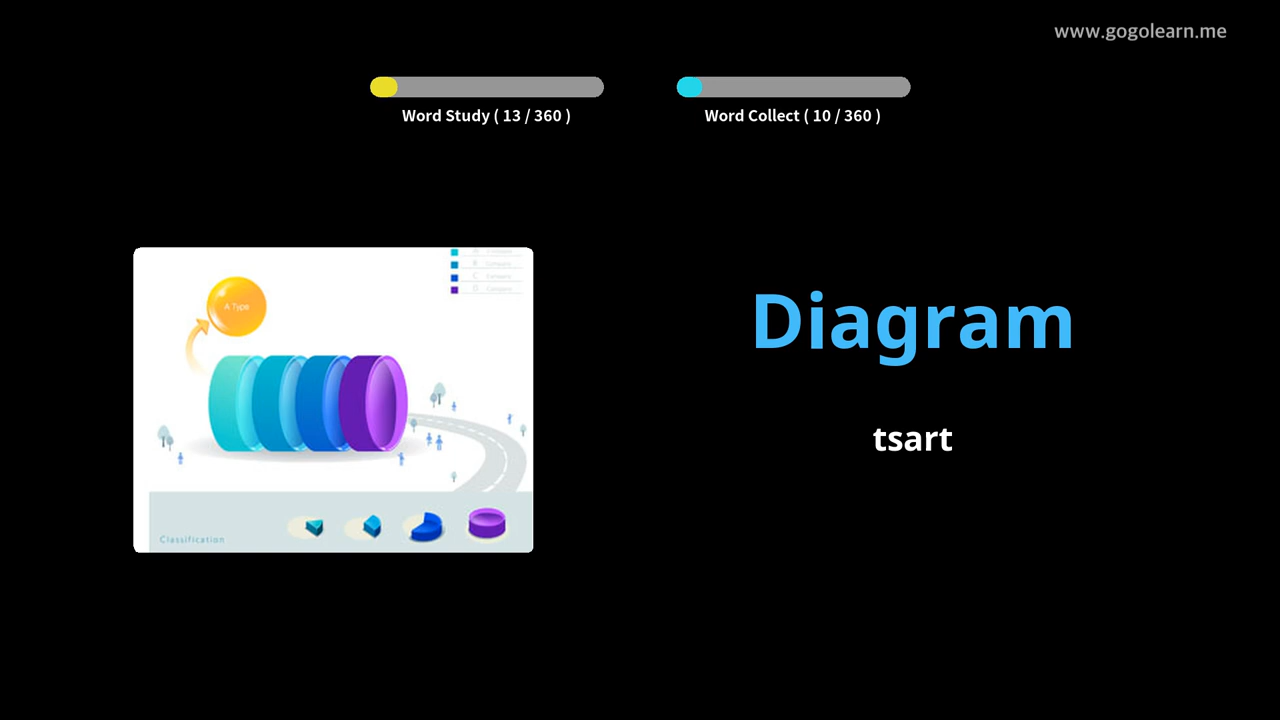 www.gogolearn.me
Word Study ( 13 / 360 )
Word Collect ( 10 / 360 )
A Type
B
C
D
Diagram
tsart
Classification